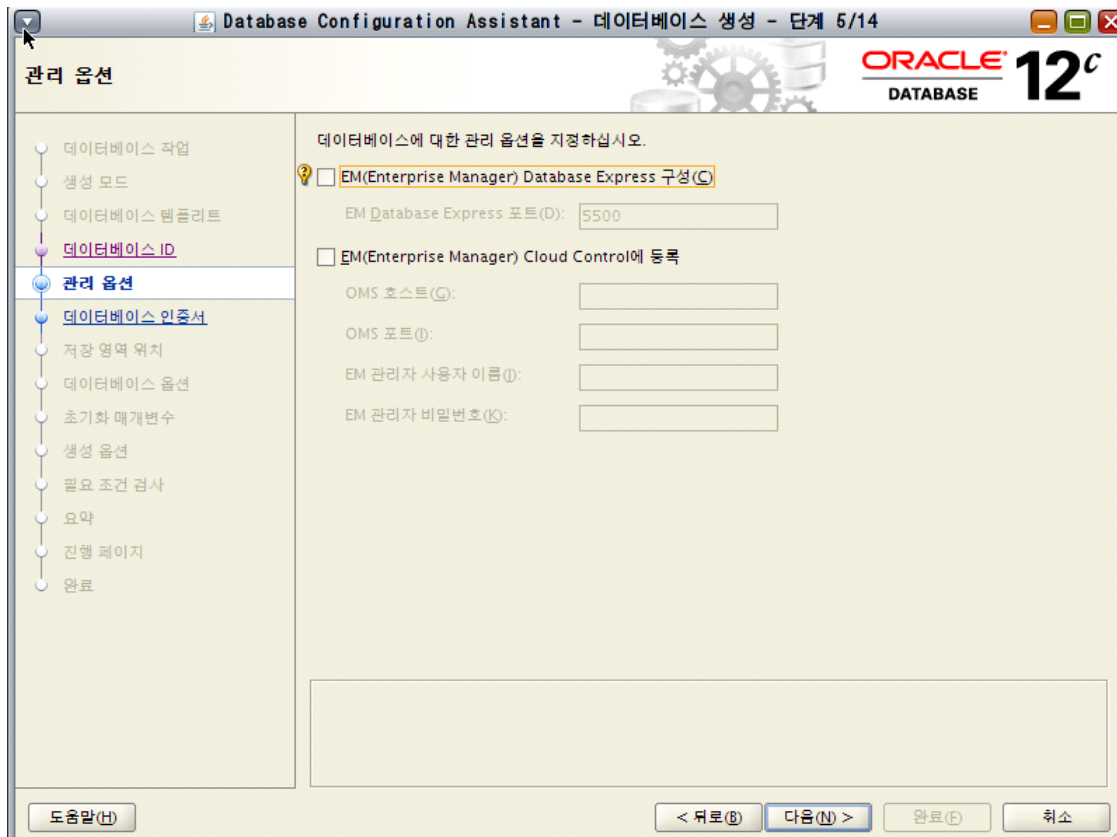 Database Configuration Assistant - 데이터베이스 생성 - 단계 5/14
관리 옵션
ORACLE
DATABASE
12c
데이터베이스 작업
생성 모드
데이터베이스 템플리트
데이터베이스 ID
관리 옵션
데이터베이스 인증서
저장 영역 위치
데이터베이스 옵션
초기화 매개변수
생성 옵션
필요 조건 검사
요약
진행 페이지
완료
데이터베이스에 대한 관리 옵션을 지정하십시오.
EM(Enterprise Manager) Database Express 구성(C)
EM Database Express 포트(D): 5500
EM(Enterprise Manager) Cloud Control에 등록
OMS 호스트(G):
OMS 포트(I):
EM 관리자 사용자 이름(J):
EM 관리자 비밀번호(K):
도움말(H)
< 뒤로(B)
다음(N) >
완료(F)
취소